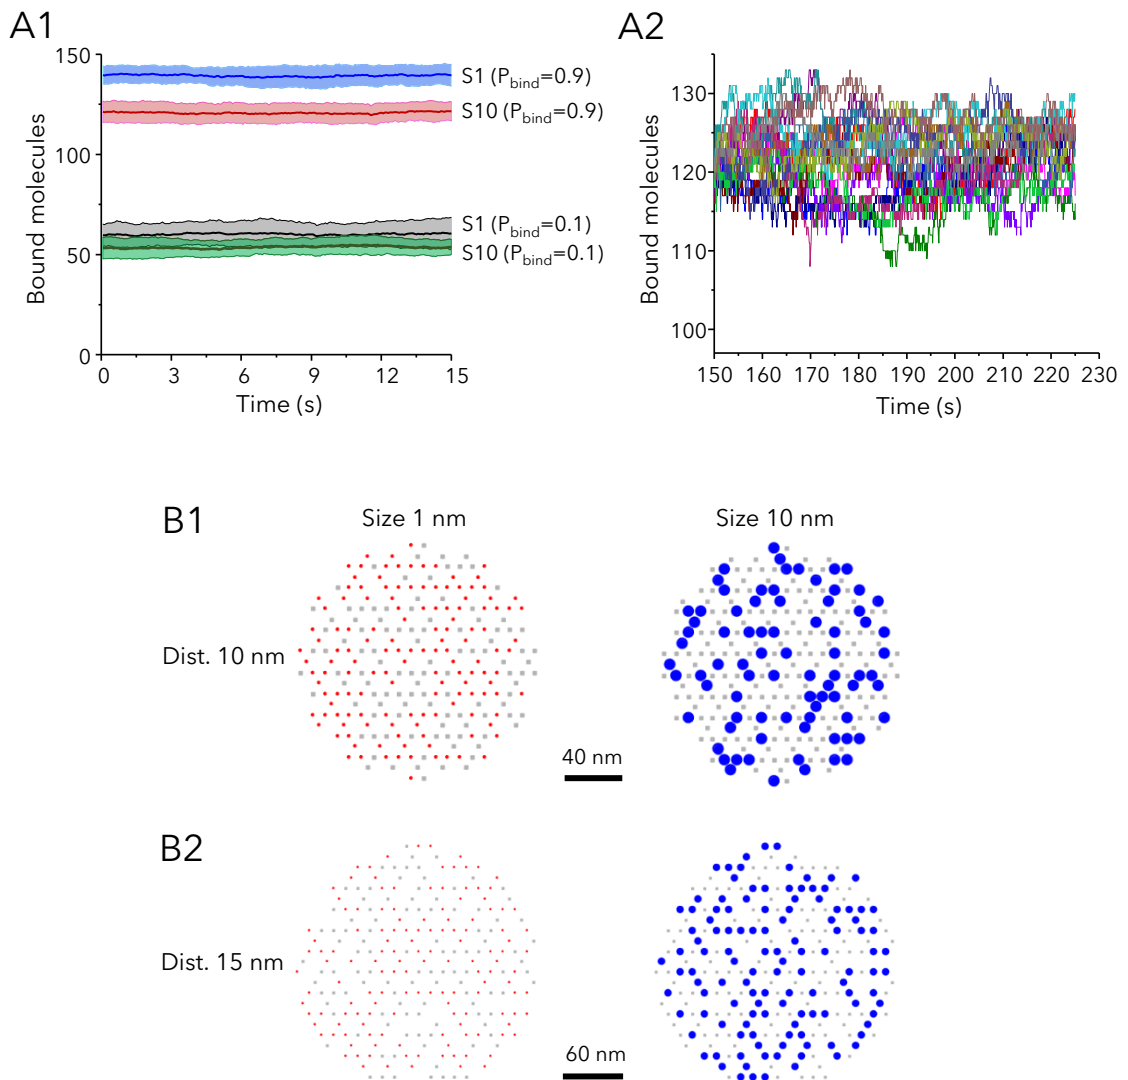 A1
150
100
50
0
Bound molecules
0 3 6 9 12 15
Time (s)
S1 (Pbind=0.9)
S10 (Pbind=0.9)
S1 (Pbind=0.1)
S10 (Pbind=0.1)
A2
130
120
110
100
Bound molecules
150 160 170 180 190 200 210 220 230
Time (s)
B1
Size 1 nm
Size 10 nm
Dist. 10 nm
40 nm
B2
Dist. 15 nm
60 nm